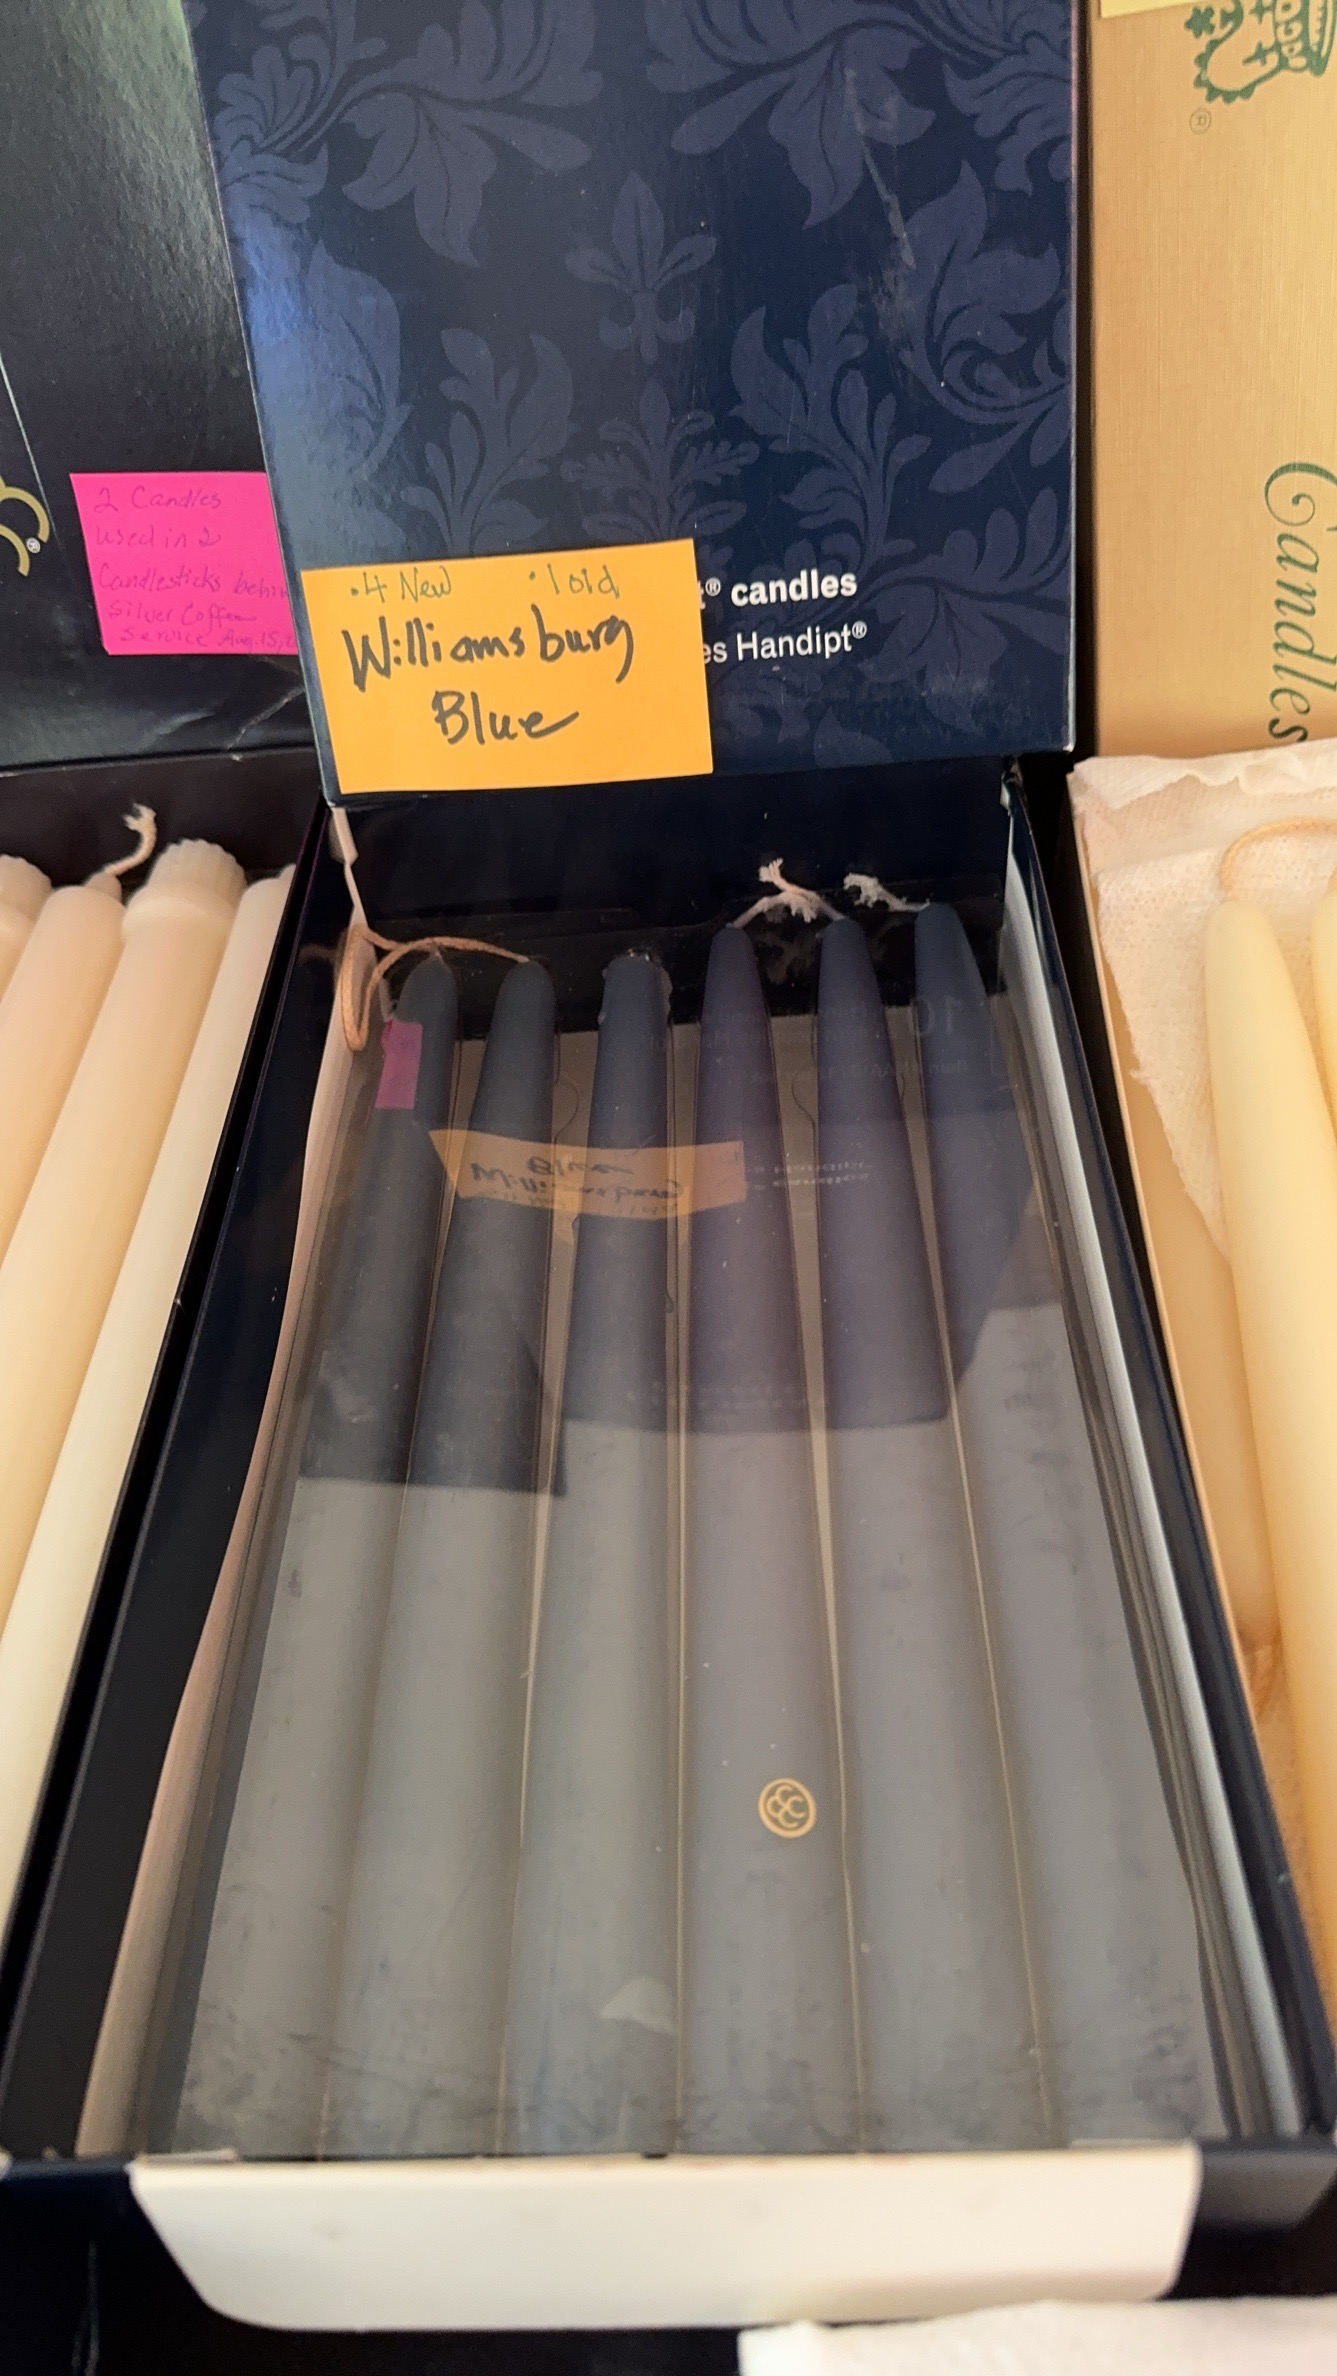 2 Candles
used in 2
Candlesticks behin
Silver Coffee
Service Aug. 15, 2
. 4 New · 1 old
Williamsburg
Blue
t® candles
es Handipt®
Candles